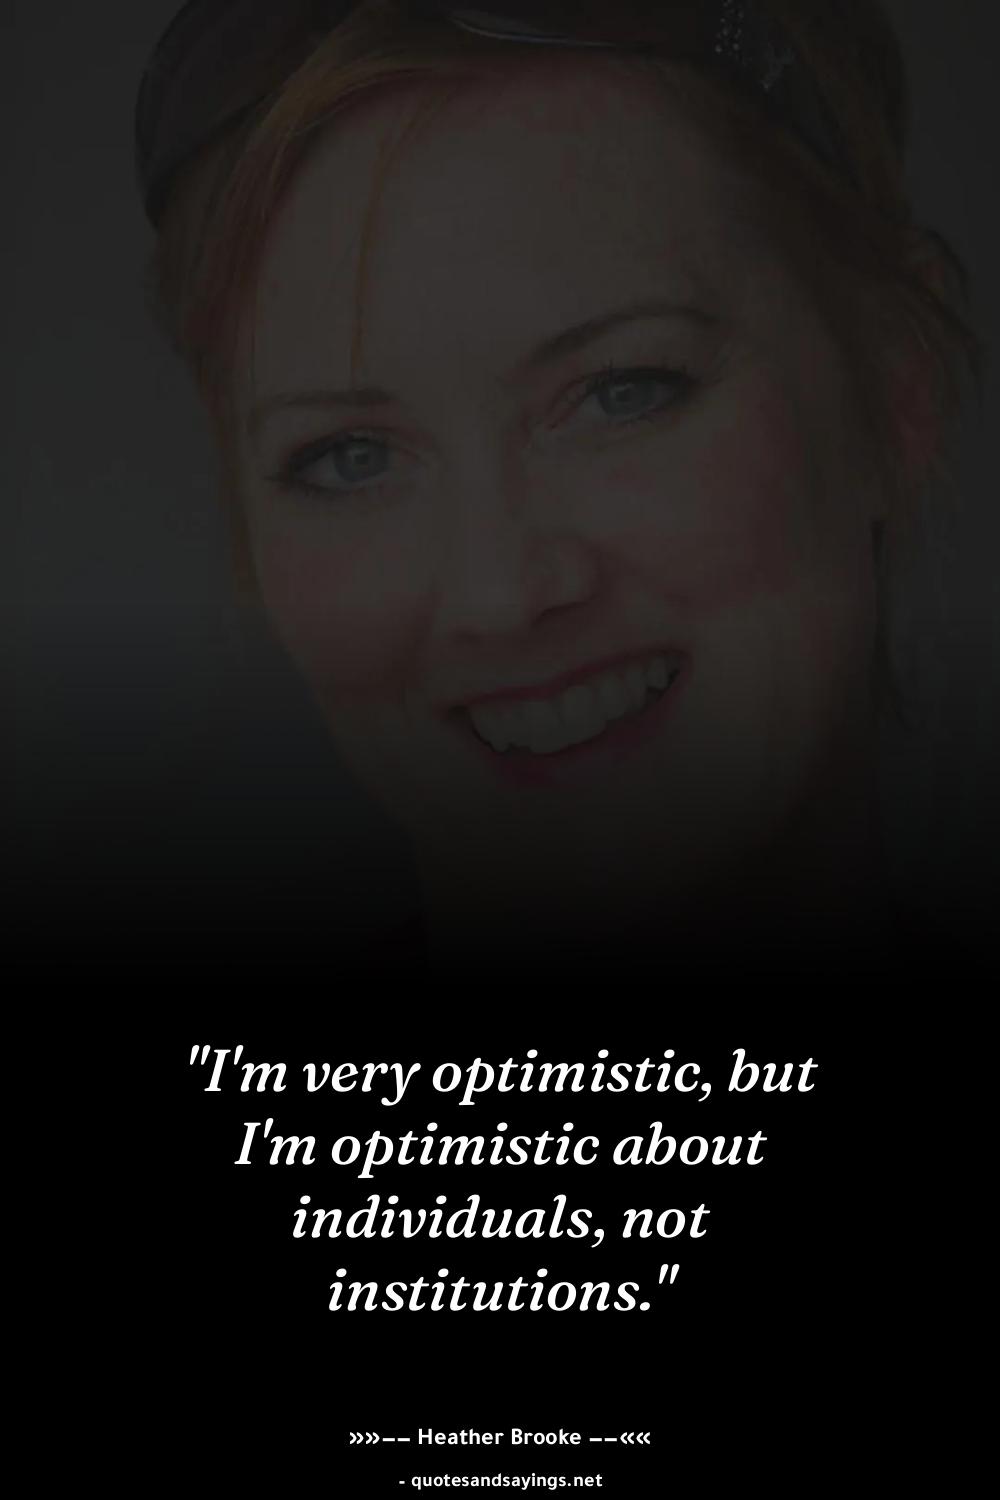 "I'm very optimistic, but
I'm optimistic about
individuals, not
institutions."
»»−− Heather Brooke −−««
- quotesandsayings.net